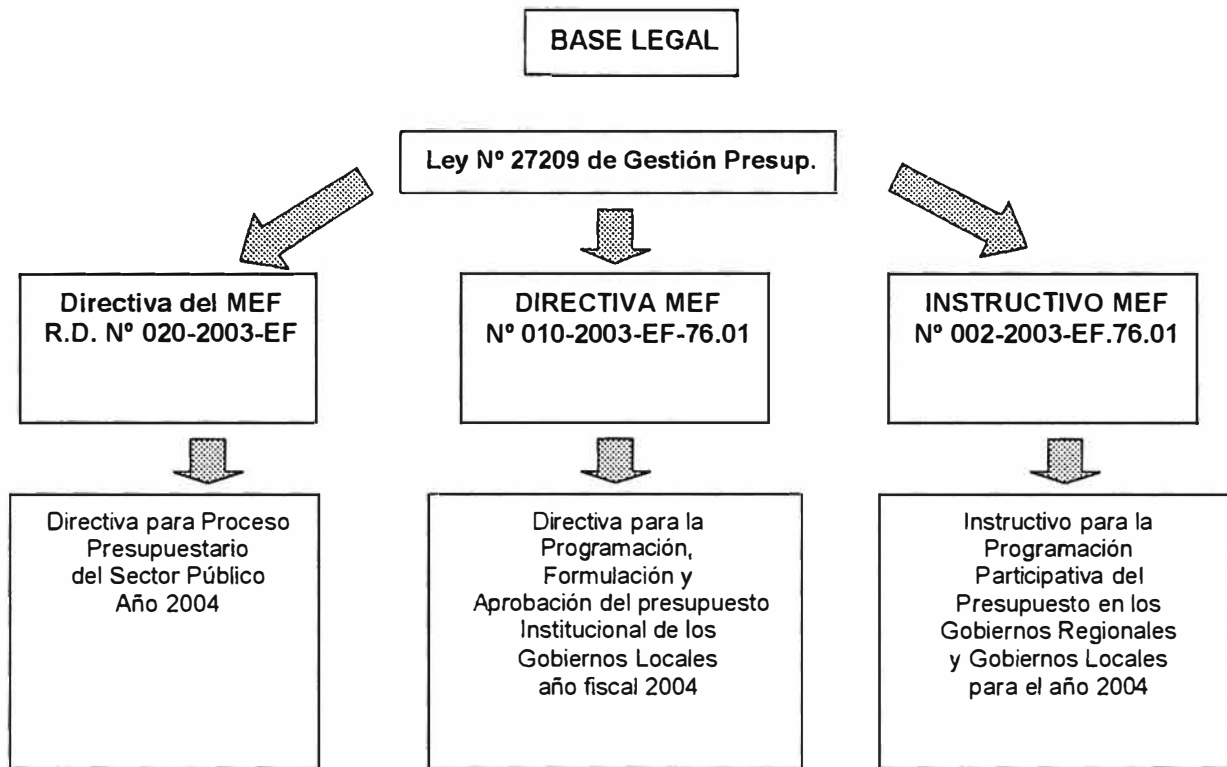 BASE LEGAL
Ley Nº 27209 de Gestión Presup.
Directiva del MEF
R.D. Nº 020-2003-EF
DIRECTIVA MEF
Nº 010-2003-EF-76.01
INSTRUCTIVO MEF
Nº 002-2003-EF.76.01
Directiva para Proceso
Presupuestario
del Sector Público
Año 2004
Directiva para la
Programación,
Formulación y
Aprobación del presupuesto
Institucional de los
Gobiernos Locales
año fiscal 2004
Instructivo para la
Programación
Participativa del
Presupuesto en los
Gobiernos Regionales
y Gobiernos Locales
para el año 2004